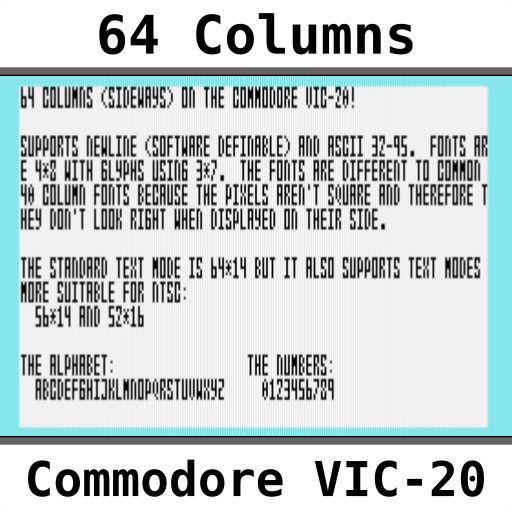 64 Columns
64 COLUMNS (SIDEWAYS) ON THE COMMODORE VIC-20!
SUPPORTS NEWLINE (SOFTWARE DEFINABLE) AND ASCII 32-95.  FONTS AR
E 4*8 WITH GLYPHS USING 3*7.  THE FONTS ARE DIFFERENT TO COMMON
40 COLUMN FONTS BECAUSE THE PIXELS AREN'T SQUARE AND THEREFORE T
HEY DON'T LOOK RIGHT WHEN DISPLAYED ON THEIR SIDE.
THE STANDARD TEXT MODE IS 64*14 BUT IT ALSO SUPPORTS TEXT MODES
MORE SUITABLE FOR NTSC:
56*14 AND 52*16
THE ALPHABET:                  THE NUMBERS:
ABCDEFGHIJKLMNOPQRSTUVWXYZ     0123456789
Commodore VIC-20